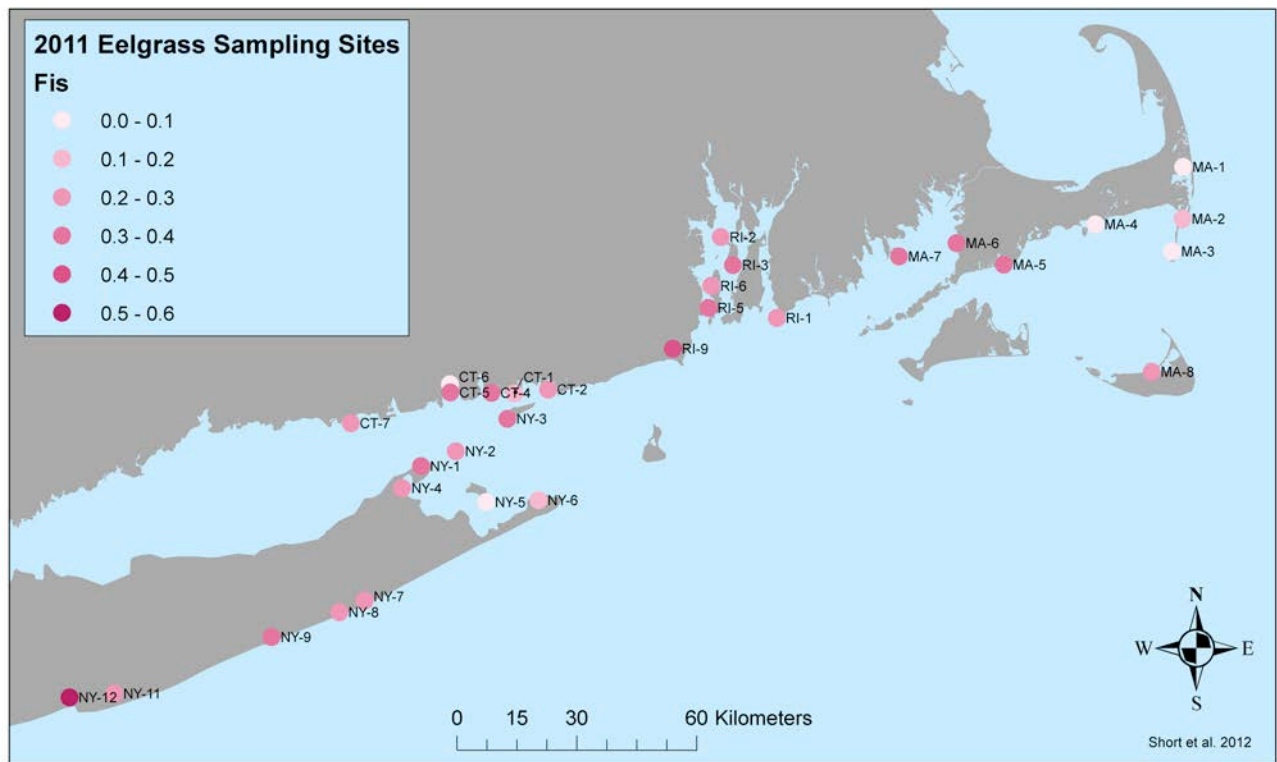 2011 Eelgrass Sampling Sites
Fis
0.0 - 0.1
0.1 - 0.2
0.2 - 0.3
0.3 - 0.4
0.4 - 0.5
0.5 - 0.6
MA-1
MA-2
MA-4
MA-3
MA-6
MA-7
MA-5
RI-2
RI-3
RI-6
RI-5
RI-1
RI-9
MA-8
CT-6
CT-1
CT-5
CT-4
CT-2
CT-7
NY-3
NY-2
NY-1
NY-4
NY-5
NY-6
NY-7
NY-8
NY-9
NY-12
NY-11
N
W
E
S
0 15 30 60 Kilometers
Short et al. 2012